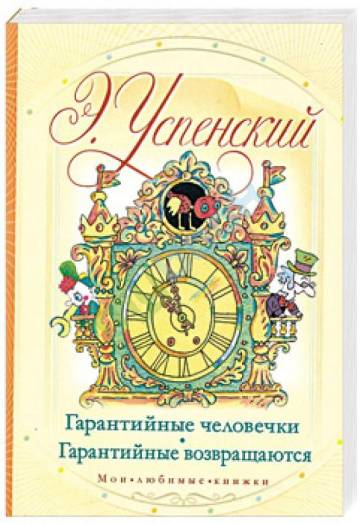 Э. Успенский
Гарантийные человечки
Гарантийные возвращаются
Мои•любимые•книжки